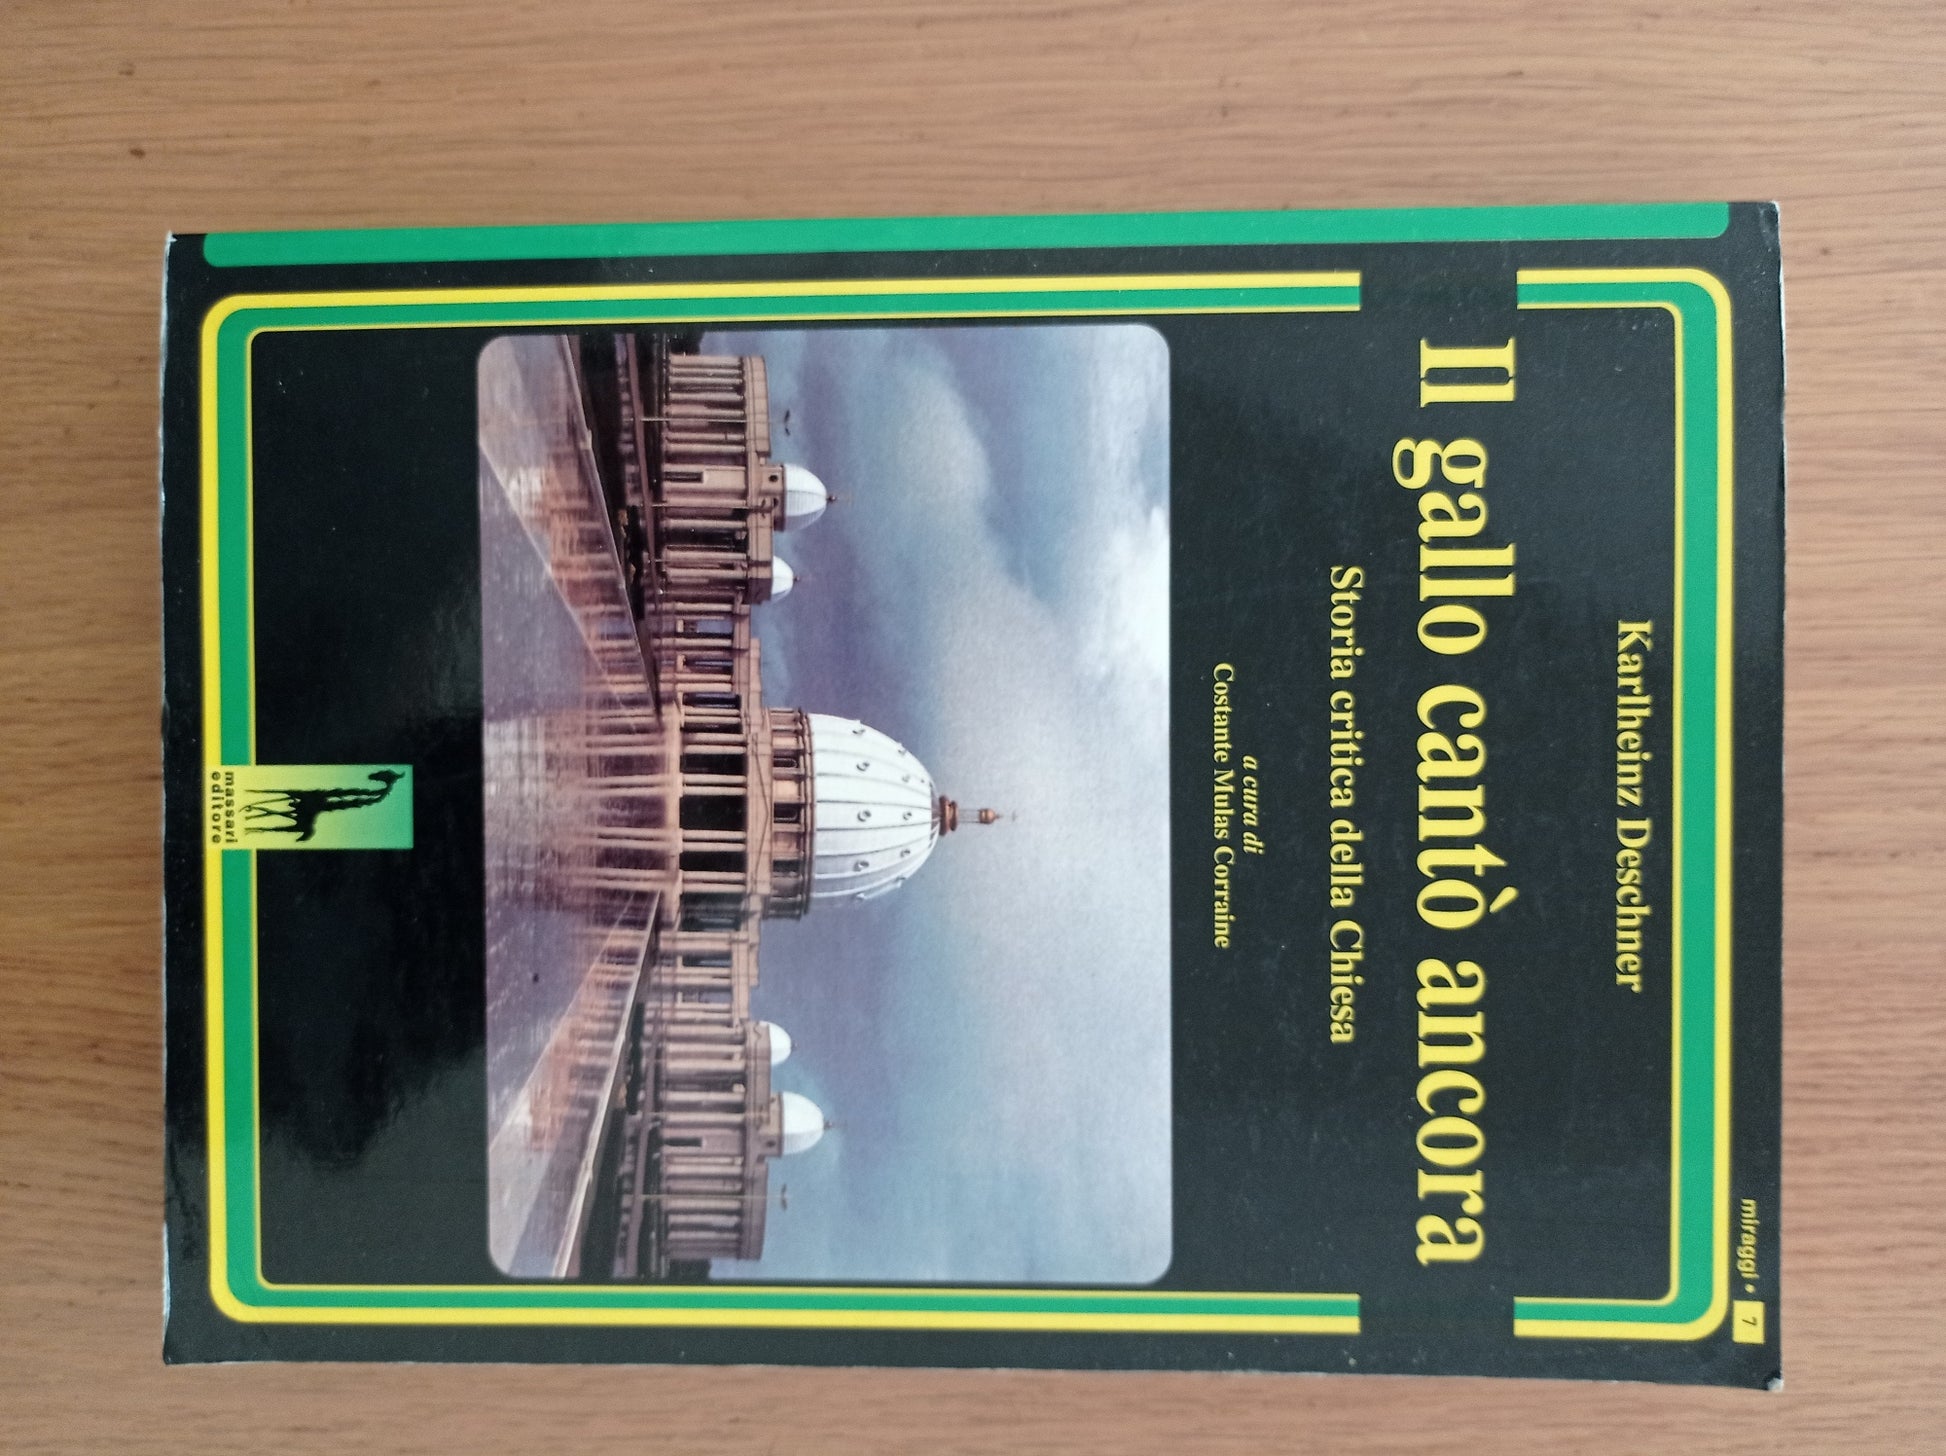 miraggi • 7
Karlheinz Deschner
Il gallo cantò ancora
Storia critica della Chiesa
a cura di
Costante Mulas Corraine
massari
editore